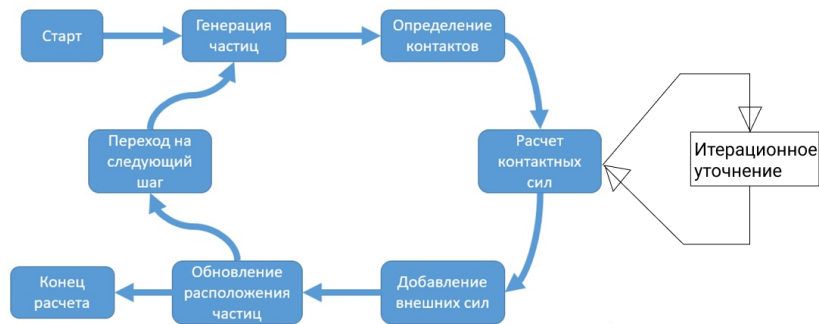 Старт
Генерация
частиц
Определение
контактов
Переход на
следующий
шаг
Расчет
контактных
сил
Итерационное
уточнение
Конец
расчета
Обновление
расположения
частиц
Добавление
внешних сил